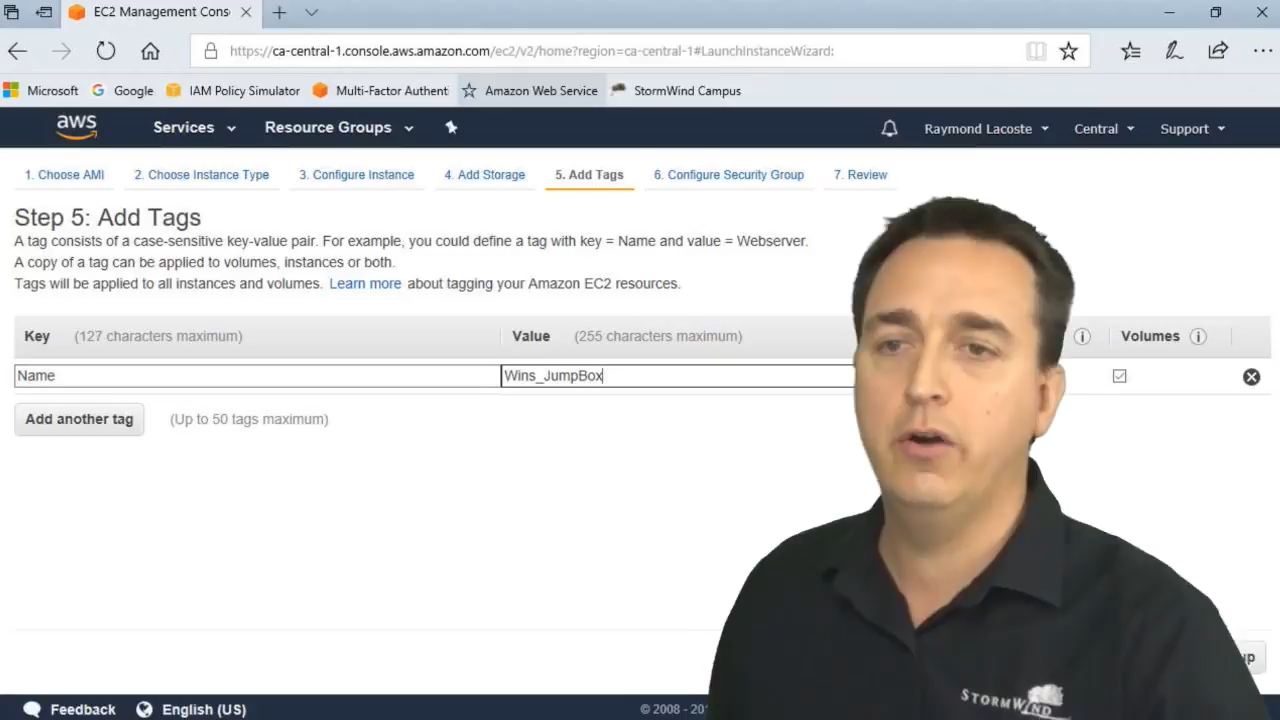 EC2 Management Cons
https://ca-central-1.console.aws.amazon.com/ec2/v2/home?region=ca-central-1#LaunchInstanceWizard:
Microsoft Google IAM Policy Simulator Multi-Factor Authenti Amazon Web Service StormWind Campus
aws Services Resource Groups Raymond Lacoste Central Support
1. Choose AMI 2. Choose Instance Type 3. Configure Instance 4. Add Storage 5. Add Tags 6. Configure Security Group 7. Review
Step 5: Add Tags
A tag consists of a case-sensitive key-value pair. For example, you could define a tag with key = Name and value = Webserver.
A copy of a tag can be applied to volumes, instances or both.
Tags will be applied to all instances and volumes. Learn more about tagging your Amazon EC2 resources.
Key (127 characters maximum) Value (255 characters maximum) Volumes
Name Wins_JumpBox
Add another tag (Up to 50 tags maximum)
up
STORMWIND
Feedback English (US) © 2008 - 20